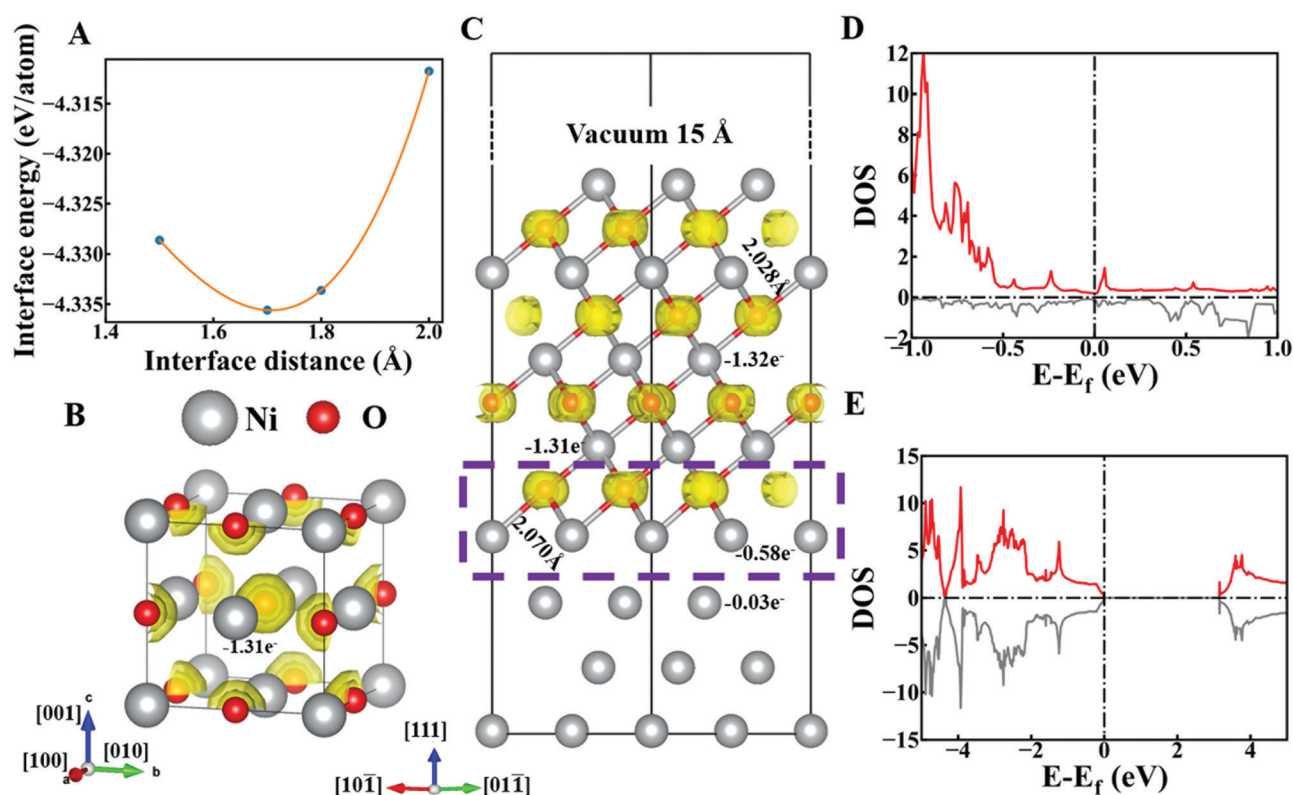 A
Interface energy (eV/atom)
−4.315
−4.320
−4.325
−4.330
−4.335
1.4
1.6
1.8
2.0
Interface distance (Å)
B
Ni
O
-1.31e⁻
c
[001]
[100]
a
[010]
b
C
Vacuum 15 Å
2.028Å
-1.32e⁻
-1.31e⁻
2.070Å
-0.58e⁻
-0.03e⁻
[111]
[101̅]
[011̅]
D
DOS
12
10
8
6
4
2
0
−2
-1.0
-0.5
0.0
0.5
1.0
E-E_f (eV)
E
DOS
15
10
5
0
−5
−10
−15
−4
−2
0
2
4
E-E_f (eV)